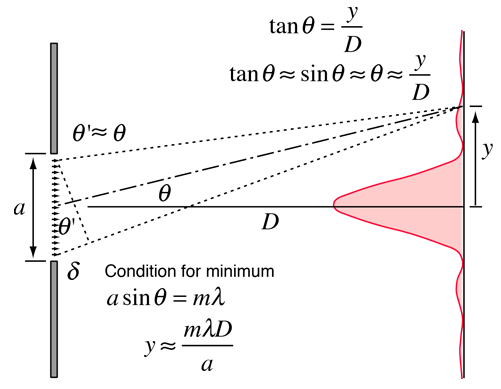 tan θ = y/D
tan θ ≈ sin θ ≈ θ ≈ y/D
θ' ≈ θ
y
a
θ
θ'
D
δ
Condition for minimum
a sin θ = mλ
y ≈ mλD/a